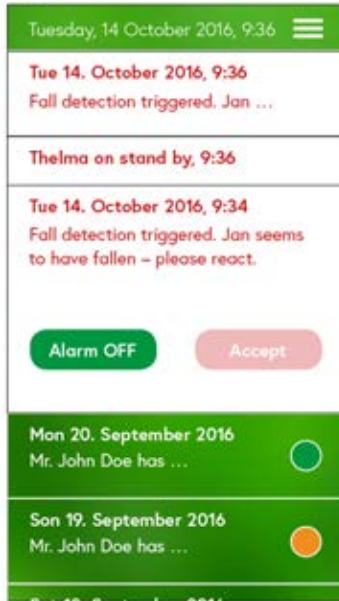 Tuesday, 14 October 2016, 9:36
Tue 14. October 2016, 9:36
Fall detection triggered. Jan ...
Thelma on stand by, 9:36
Tue 14. October 2016, 9:34
Fall detection triggered. Jan seems
to have fallen – please react.
Alarm OFF
Accept
Mon 20. September 2016
Mr. John Doe has ...
Son 19. September 2016
Mr. John Doe has ...